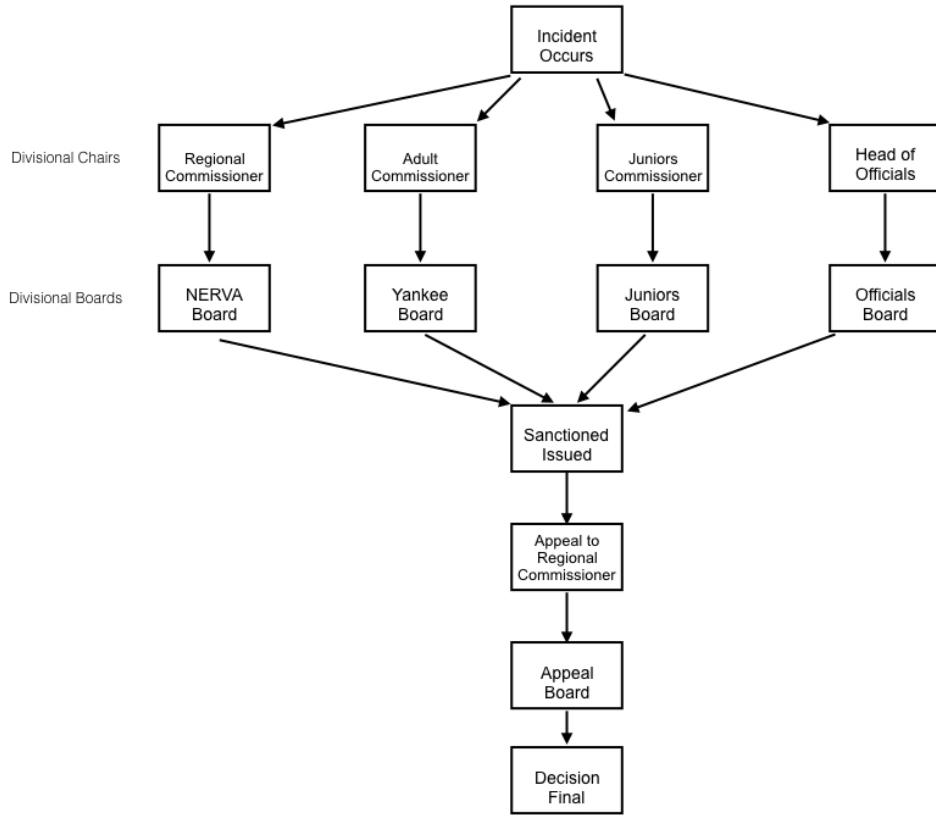 Incident
Occurs
Divisional Chairs
Regional
Commissioner
Adult
Commissioner
Juniors
Commissioner
Head of
Officials
Divisional Boards
NERVA
Board
Yankee
Board
Juniors
Board
Officials
Board
Sanctioned
Issued
Appeal to
Regional
Commissioner
Appeal
Board
Decision
Final